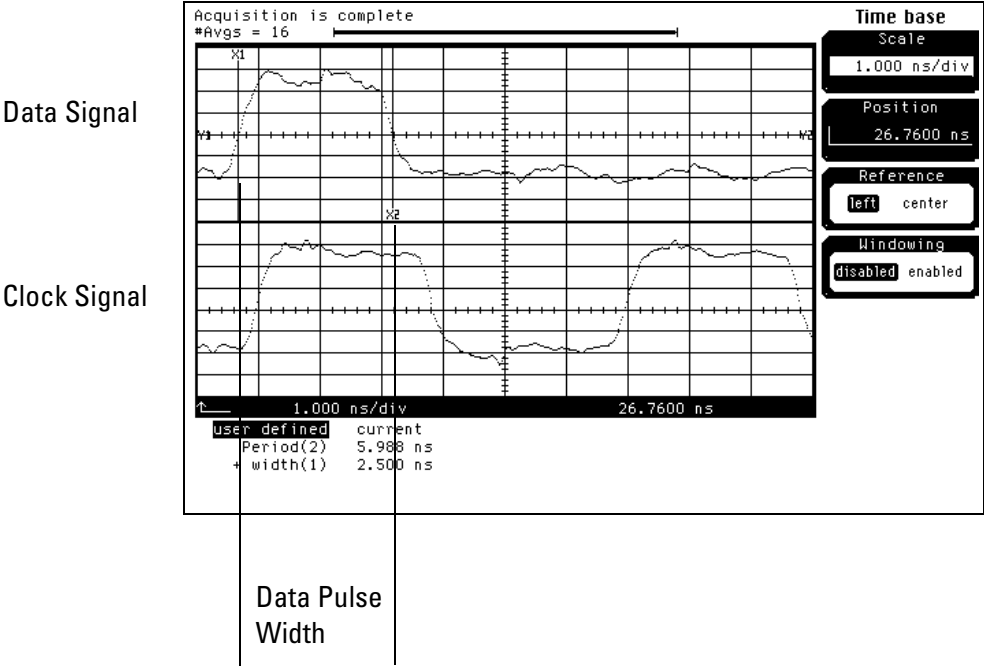 Acquisition is complete
#Avgs = 16
Time base
Scale
1.000 ns/div
Position
26.7600 ns
Reference
left center
Windowing
disabled enabled
Data Signal
X1
Y1
Y2
X2
Clock Signal
1.000 ns/div 26.7600 ns
user defined current
Period(2) 5.988 ns
+ width(1) 2.500 ns
Data Pulse
Width